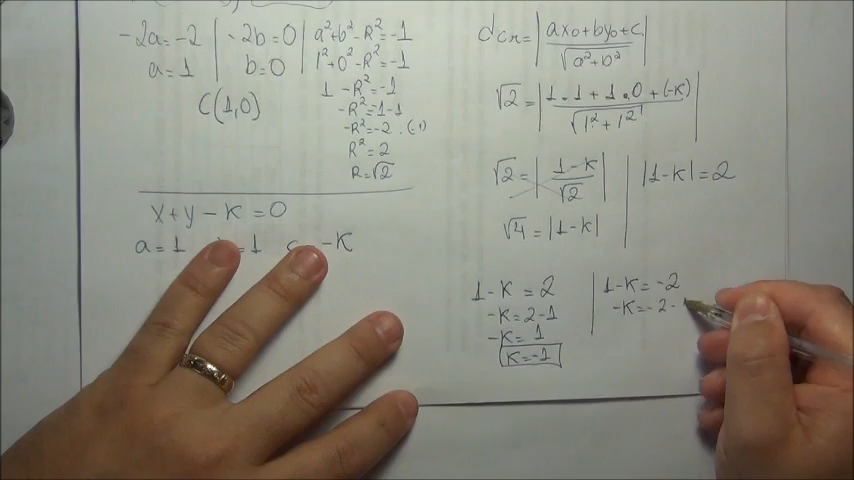 -2a=-2 | -2b=0 | a²+b²-R²=-1
a=1 | b=0 | 1²+0²-R²=-1
1-R²=-1
C(1,0)
-R²=-1-1
-R²=-2 .(-1)
R²=2
R=√2
x+y-k=0
a=1 =1 -k
dcr=|ax₀+by₀+c/√a²+b²|
√2=|1.1+1.0+(-k)/√1²+1²|
√2=|1-k/√2| | |1-k|=2
√4=|1-k|
1-k=2 | 1-k=-2
-k=2-1 | -k=-2-
-k=1
k=-1